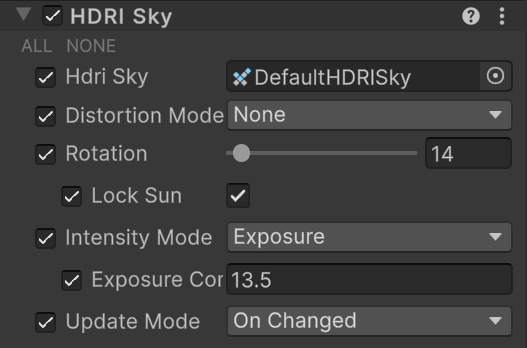 HDRI Sky
ALL NONE
Hdri Sky DefaultHDRISky
Distortion Mode None
Rotation 14
Lock Sun
Intensity Mode Exposure
Exposure Cor 13.5
Update Mode On Changed